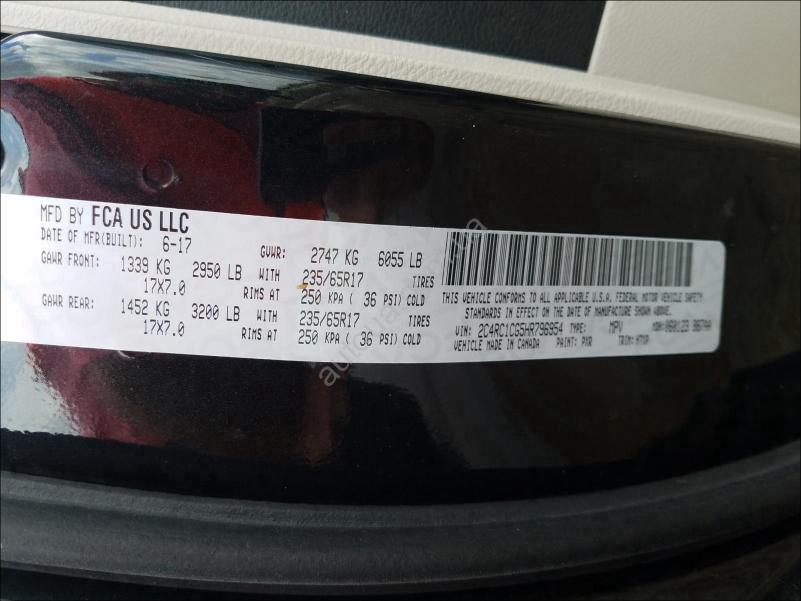 MFD BY FCA US LLC
DATE OF MFR(BUILT): 6-17 GVWR: 2747 KG 6055 LB
GAWR FRONT: 1339 KG 2950 LB WITH 235/65R17 TIRES
17X7.0 RIMS AT 250 KPA ( 36 PSI) COLD
GAWR REAR: 1452 KG 3200 LB WITH 235/65R17 TIRES
17X7.0 RIMS AT 250 KPA ( 36 PSI) COLD
THIS VEHICLE CONFORMS TO ALL APPLICABLE U.S.A. FEDERAL MOTOR VEHICLE SAFETY
STANDARDS IN EFFECT ON THE DATE OF MANUFACTURE SHOWN ABOVE.
VIN: 2C4RC1CG5HR796954 TYPE: MPV MDH: 060123
VEHICLE MADE IN CANADA PAINT: PXR TRIM: